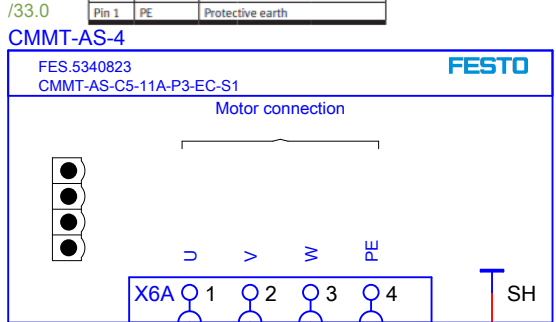 /33.0
Pin 1 PE Protective earth
CMMT-AS-4
FES.5340823 FESTO
CMMT-AS-C5-11A-P3-EC-S1
Motor connection
U V W PE
X6A 1 2 3 4 SH